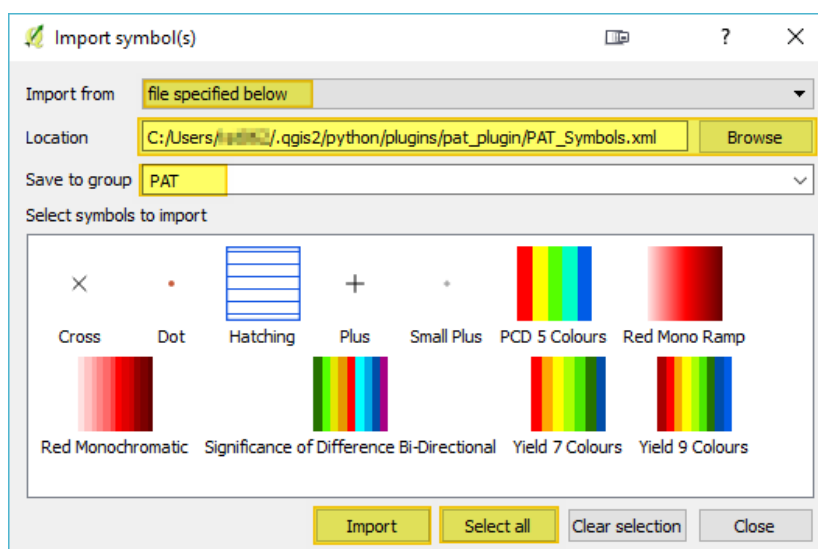 Import symbol(s)
Import from file specified below
Location C:/Users/ /.qgis2/python/plugins/pat_plugin/PAT_Symbols.xml Browse
Save to group PAT
Select symbols to import
Cross Dot Hatching Plus Small Plus PCD 5 Colours Red Mono Ramp
Red Monochromatic Significance of Difference Bi-Directional Yield 7 Colours Yield 9 Colours
Import Select all Clear selection Close